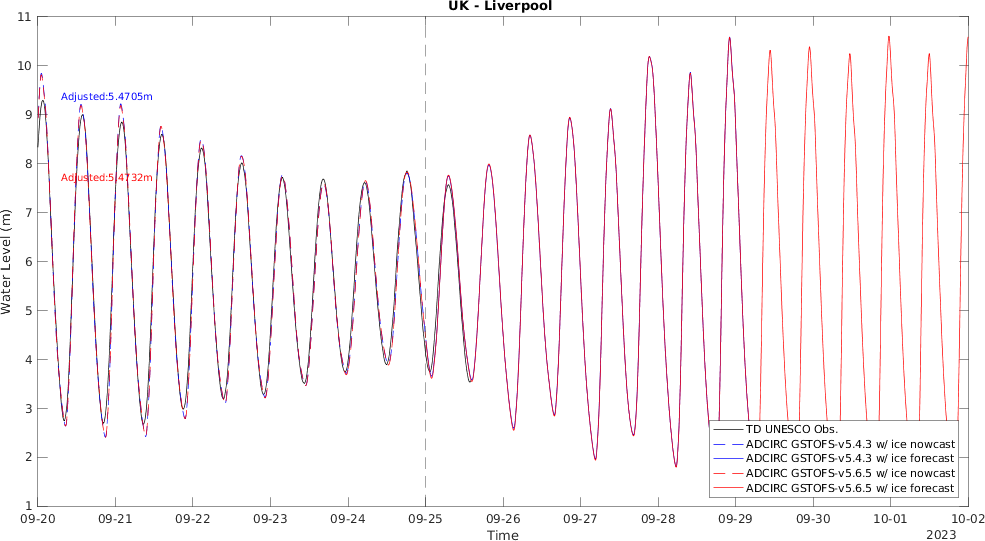 UK - Liverpool
11
10
9
8
7
6
5
4
3
2
1
Water Level (m)
Adjusted:5.4705m
Adjusted:5.4732m
TD UNESCO Obs.
ADCIRC GSTOFS-v5.4.3 w/ ice nowcast
ADCIRC GSTOFS-v5.4.3 w/ ice forecast
ADCIRC GSTOFS-v5.6.5 w/ ice nowcast
ADCIRC GSTOFS-v5.6.5 w/ ice forecast
09-20 09-21 09-22 09-23 09-24 09-25 09-26 09-27 09-28 09-29 09-30 10-01 10-02
Time
2023